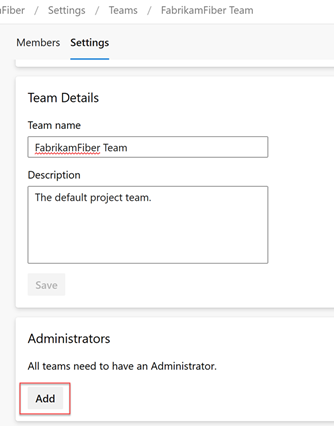 Fiber / Settings / Teams / FabrikamFiber Team
Members Settings
Team Details
Team name
FabrikamFiber Team
Description
The default project team.
Save
Administrators
All teams need to have an Administrator.
Add